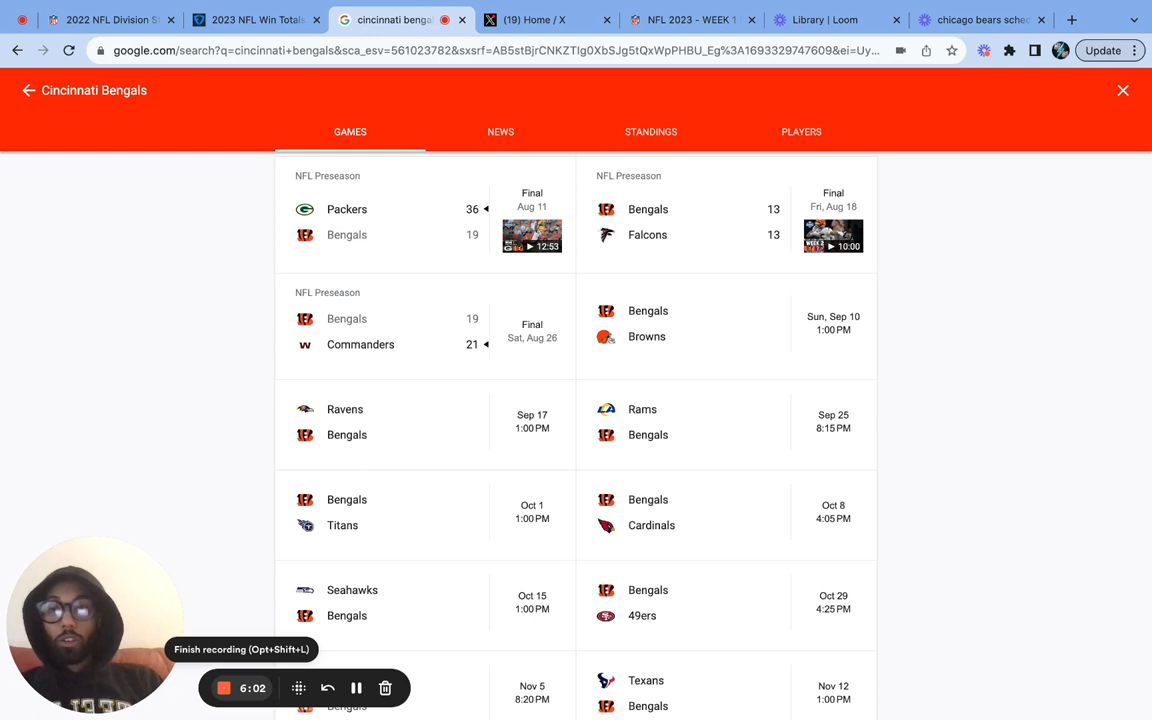 2022 NFL Division S
2023 NFL Win Totals
cincinnati benga
(19) Home / X
NFL 2023 - WEEK 1
Library | Loom
chicago bears sched
google.com/search?q=cincinnati+bengals&sca_esv=561023782&sxsrf=AB5stBjrCNKZTIg0XbSJg5tQxWpPHBU_Eg%3A1693329747609&ei=Uy...
Update
Cincinnati Bengals
GAMES
NEWS
STANDINGS
PLAYERS
NFL Preseason
Packers 36
Bengals 19
Final
Aug 11
12:53
NFL Preseason
Bengals 13
Falcons 13
Final
Fri, Aug 18
10:00
NFL Preseason
Bengals 19
Commanders 21
Final
Sat, Aug 26
Bengals
Browns
Sun, Sep 10
1:00 PM
Ravens
Bengals
Sep 17
1:00 PM
Rams
Bengals
Sep 25
8:15 PM
Bengals
Titans
Oct 1
1:00 PM
Bengals
Cardinals
Oct 8
4:05 PM
Seahawks
Bengals
Oct 15
1:00 PM
Bengals
49ers
Oct 29
4:25 PM
Nov 5
8:20 PM
Texans
Bengals
Nov 12
1:00 PM
Finish recording (Opt+Shift+L)
6:02